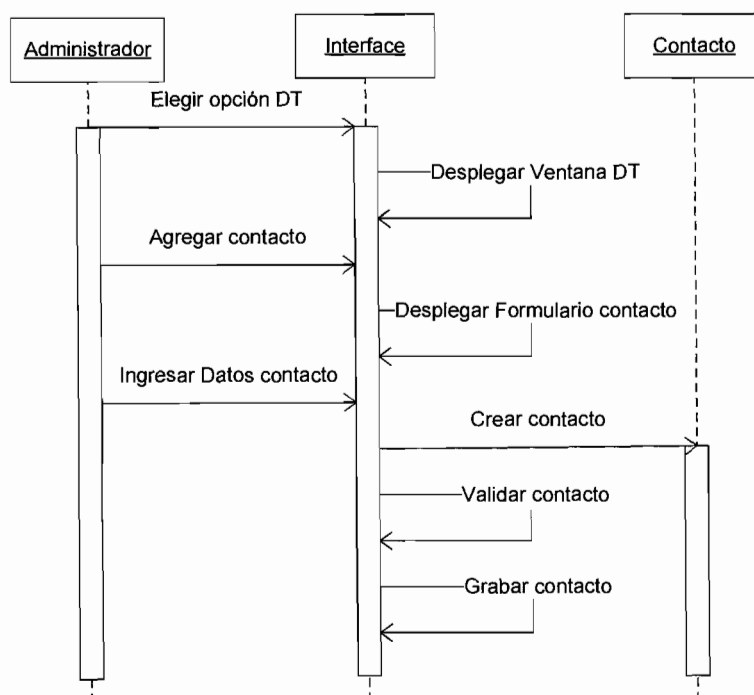 Administrador
Interface
Contacto
Elegir opción DT
Desplegar Ventana DT
Agregar contacto
Desplegar Formulario contacto
Ingresar Datos contacto
Crear contacto
Validar contacto
Grabar contacto